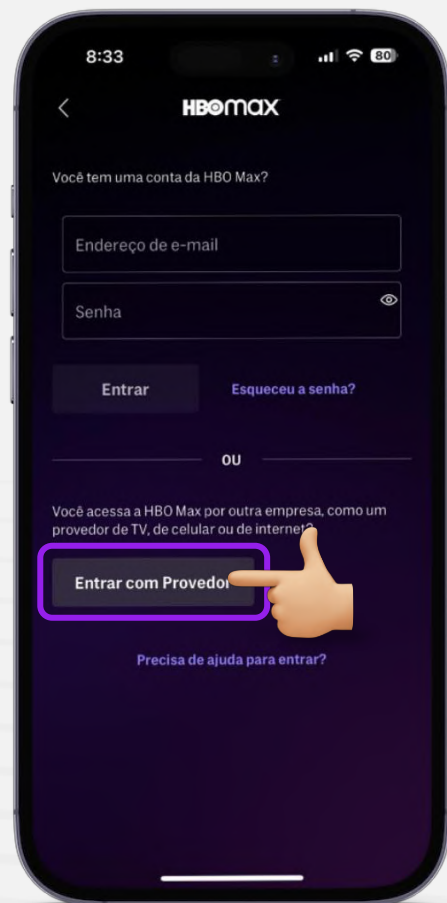 8:33
80
HBOmax
Você tem uma conta da HBO Max?
Endereço de e-mail
Senha
Entrar
Esqueceu a senha?
OU
Você acessa a HBO Max por outra empresa, como um
provedor de TV, de celular ou de internet?
Entrar com Provedor
Precisa de ajuda para entrar?